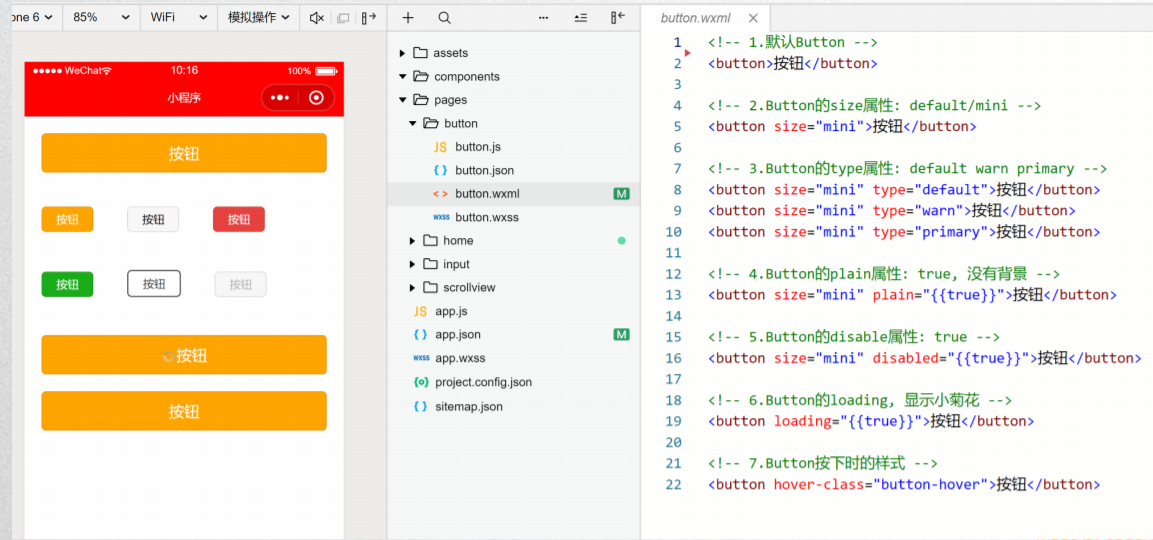 one 6
85%
WiFi
模拟操作
WeChat
10:16
100%
小程序
按钮
按钮
按钮
按钮
按钮
按钮
按钮
按钮
按钮
assets
components
pages
button
JS button.js
{ } button.json
< > button.wxml M
wxss button.wxss
home
input
scrollview
JS app.js
{ } app.json M
wxss app.wxss
{o} project.config.json
{ } sitemap.json
button.wxml ×
1 <!-- 1.默认Button -->
2 <button>按钮</button>
3
4 <!-- 2.Button的size属性: default/mini -->
5 <button size="mini">按钮</button>
6
7 <!-- 3.Button的type属性: default warn primary -->
8 <button size="mini" type="default">按钮</button>
9 <button size="mini" type="warn">按钮</button>
10 <button size="mini" type="primary">按钮</button>
11
12 <!-- 4.Button的plain属性: true, 没有背景 -->
13 <button size="mini" plain="{{true}}">按钮</button>
14
15 <!-- 5.Button的disable属性: true -->
16 <button size="mini" disabled="{{true}}">按钮</button>
17
18 <!-- 6.Button的loading, 显示小菊花 -->
19 <button loading="{{true}}">按钮</button>
20
21 <!-- 7.Button按下时的样式 -->
22 <button hover-class="button-hover">按钮</button>